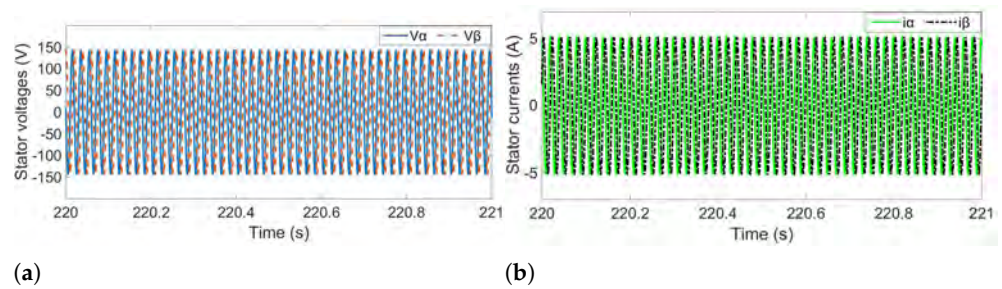 Vα Vβ
150
100
50
0
-50
-100
-150
Stator voltages (V)
220 220.2 220.4 220.6 220.8 221
Time (s)
iα iβ
5
0
-5
Stator currents (A)
220 220.2 220.4 220.6 220.8 221
Time (s)
(a) (b)